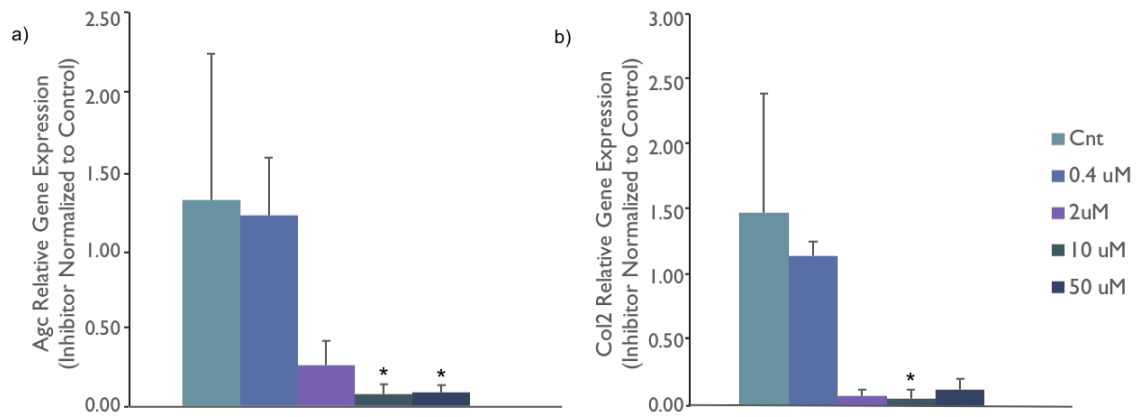 a)
Agc Relative Gene Expression
(Inhibitor Normalized to Control)
2.50
2.00
1.50
1.00
0.50
0.00
*
*
b)
Col2 Relative Gene Expression
(Inhibitor Normalized to Control)
3.00
2.50
2.00
1.50
1.00
0.50
0.00
*
Cnt
0.4 uM
2uM
10 uM
50 uM